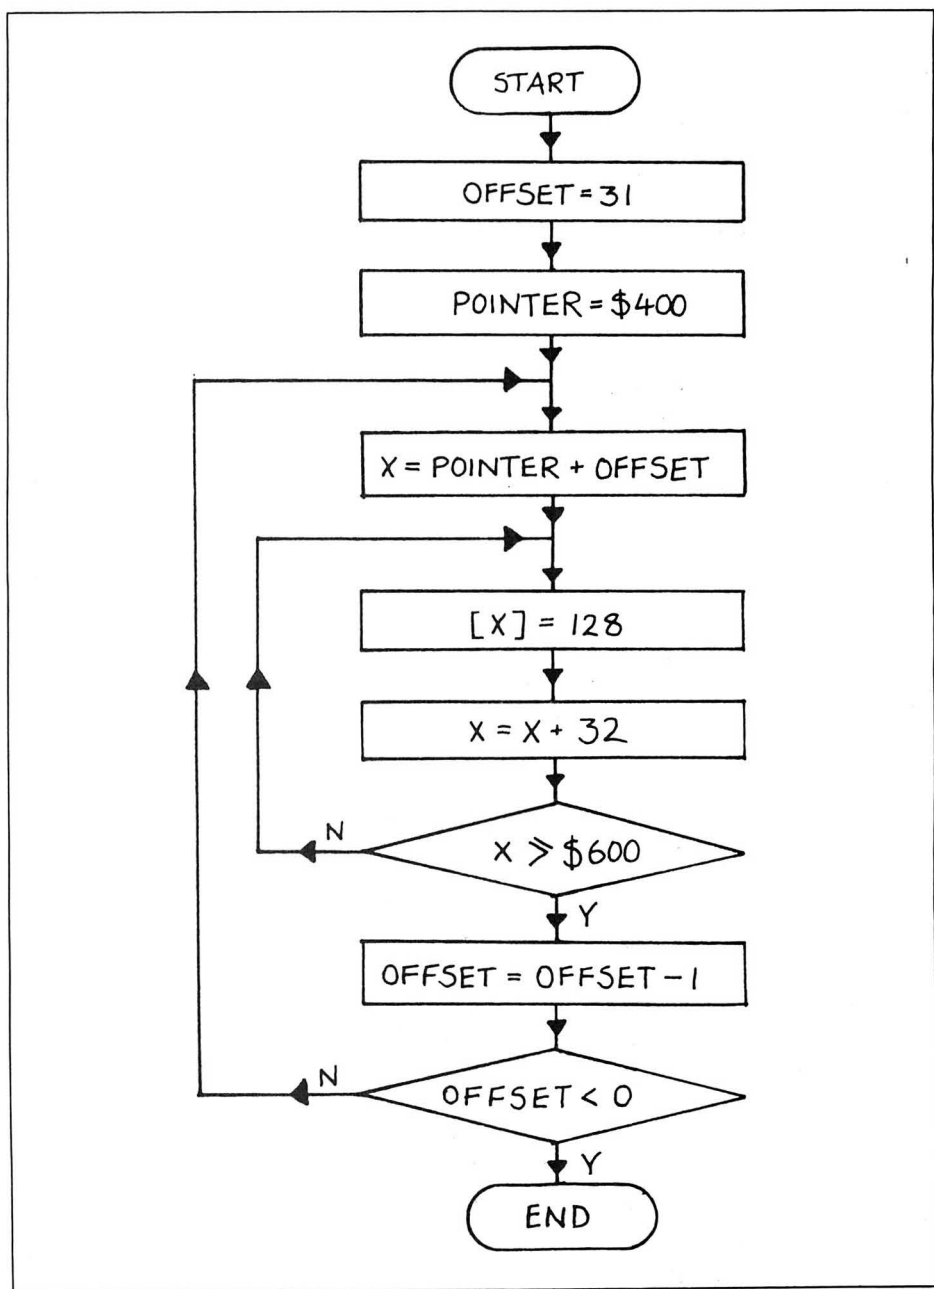 START
OFFSET = 31
POINTER = $400
X = POINTER + OFFSET
[X] = 128
X = X + 32
N
X ⩾ $600
Y
OFFSET = OFFSET - 1
N
OFFSET < 0
Y
END